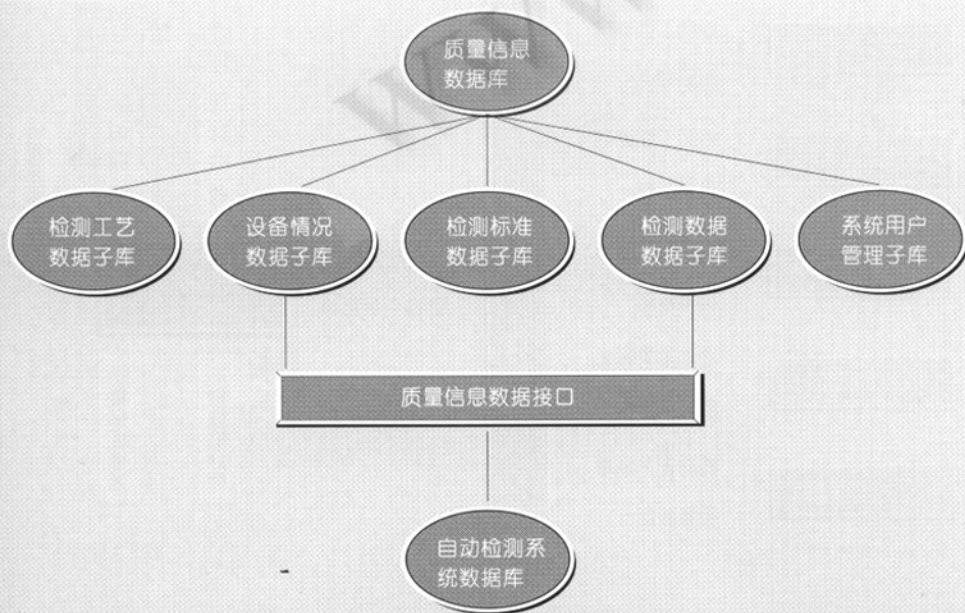 质量信息
数据库
检测工艺
数据子库
设备情况
数据子库
检测标准
数据子库
检测数据
数据子库
系统用户
管理子库
质量信息数据接口
自动检测系
统数据库